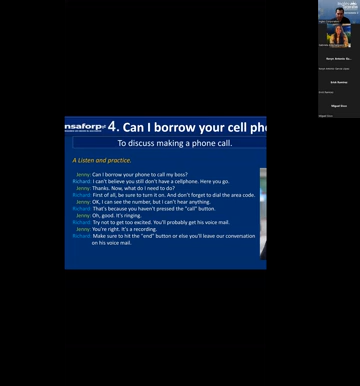 nsaforp
4. Can I borrow your cell pho
To discuss making a phone call.
A Listen and practice.
Jenny: Can I borrow your phone to call my boss?
Richard: I can't believe you still don't have a cellphone. Here you go.
Jenny: Thanks. Now, what do I need to do?
Richard: First of all, be sure to turn it on. And don't forget to dial the area code.
Jenny: OK, I can see the number, but I can't hear anything.
Richard: That's because you haven't pressed the "call" button.
Jenny: Oh, good. It's ringing.
Richard: Try not to get too excited. You'll probably get his voice mail.
Jenny: You're right. It's a recording.
Richard: Make sure to hit the "end" button or else you'll leave our conversation
on his voice mail.